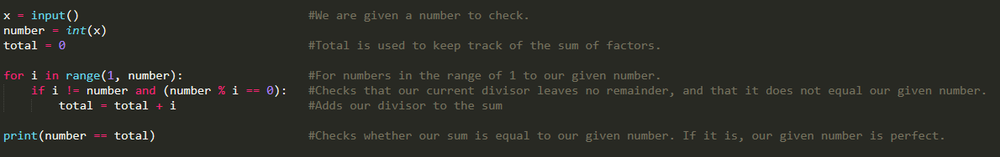 x = input() #We are given a number to check.
number = int(x)
total = 0 #Total is used to keep track of the sum of factors.
for i in range(1, number): #For numbers in the range of 1 to our given number.
if i != number and (number % i == 0): #Checks that our current divisor leaves no remainder, and that it does not equal our given number.
total = total + i #Adds our divisor to the sum
print(number == total) #Checks whether our sum is equal to our given number. If it is, our given number is perfect.